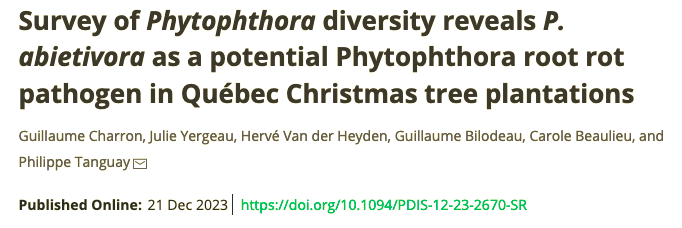 Survey of Phytophthora diversity reveals P.
abietivora as a potential Phytophthora root rot
pathogen in Québec Christmas tree plantations
Guillaume Charron, Julie Yergeau, Hervé Van der Heyden, Guillaume Bilodeau, Carole Beaulieu, and
Philippe Tanguay
Published Online: 21 Dec 2023 | https://doi.org/10.1094/PDIS-12-23-2670-SR